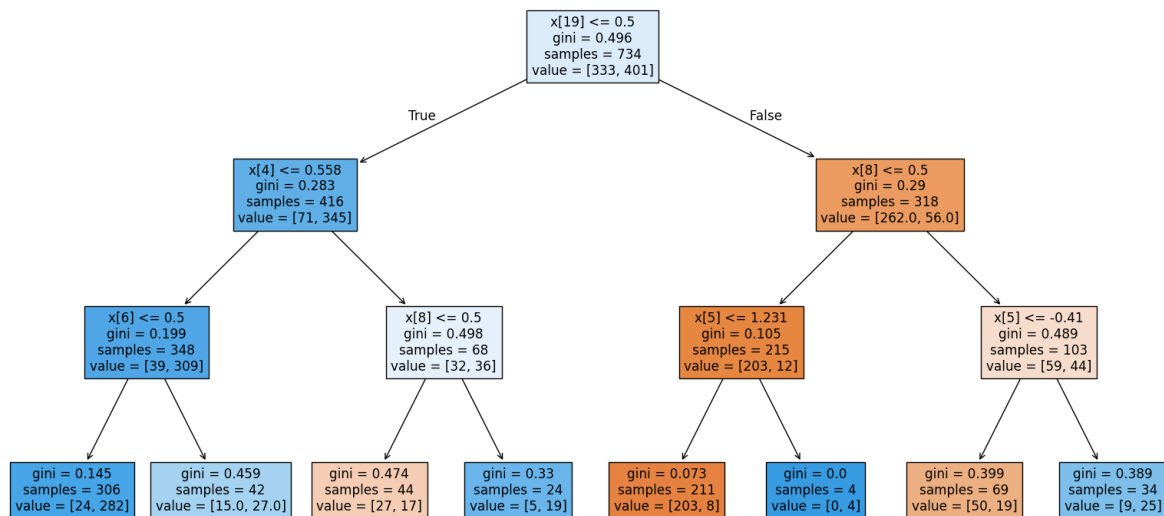 x[19] <= 0.5
gini = 0.496
samples = 734
value = [333, 401]
True
False
x[4] <= 0.558
gini = 0.283
samples = 416
value = [71, 345]
x[8] <= 0.5
gini = 0.29
samples = 318
value = [262.0, 56.0]
x[6] <= 0.5
gini = 0.199
samples = 348
value = [39, 309]
x[8] <= 0.5
gini = 0.498
samples = 68
value = [32, 36]
x[5] <= 1.231
gini = 0.105
samples = 215
value = [203, 12]
x[5] <= -0.41
gini = 0.489
samples = 103
value = [59, 44]
gini = 0.145
samples = 306
value = [24, 282]
gini = 0.459
samples = 42
value = [15.0, 27.0]
gini = 0.474
samples = 44
value = [27, 17]
gini = 0.33
samples = 24
value = [5, 19]
gini = 0.073
samples = 211
value = [203, 8]
gini = 0.0
samples = 4
value = [0, 4]
gini = 0.399
samples = 69
value = [50, 19]
gini = 0.389
samples = 34
value = [9, 25]